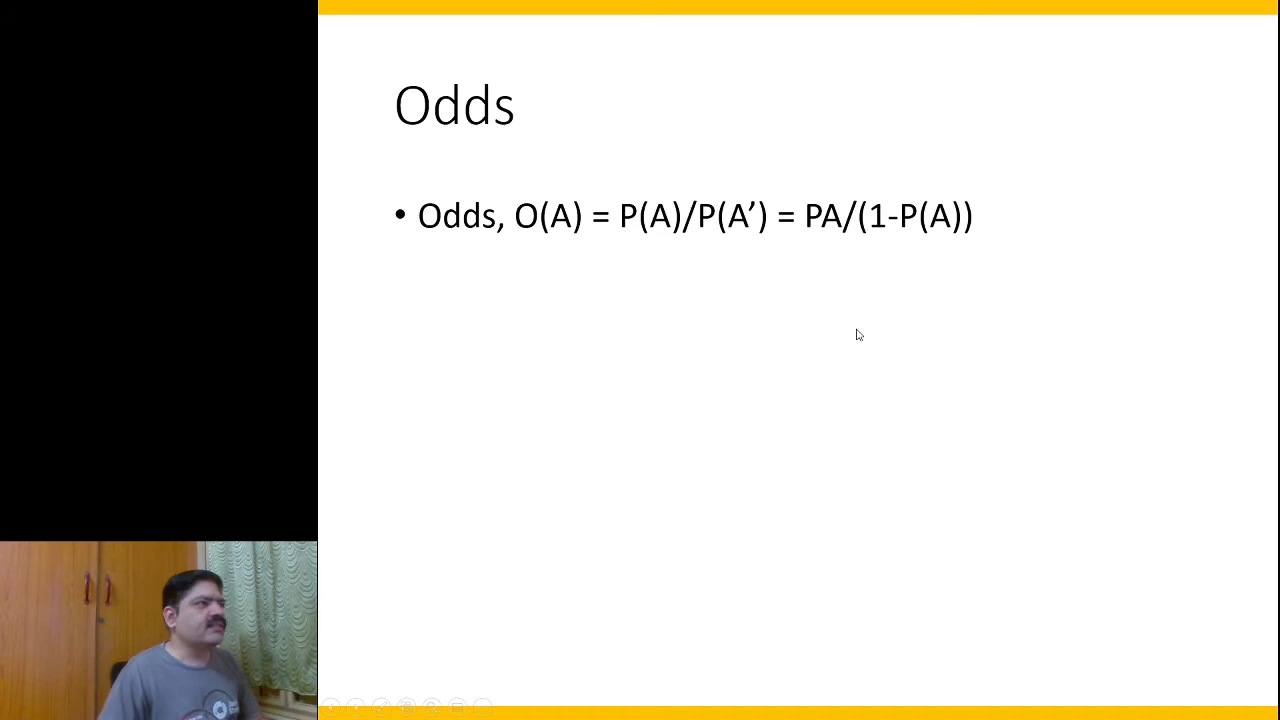 Odds
• Odds, O(A) = P(A)/P(A’) = PA/(1-P(A))